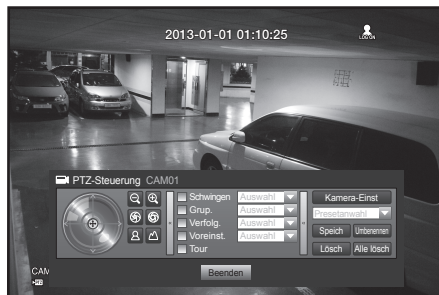 2013-01-01 01:10:25
LOG ON
PTZ-Steuerung CAM01
Schwingen Auswahl Kamera-Einst
Grup. Auswahl Presetanwahl
Verfolg. Auswahl Speich Umbenennen
Voreinst. Auswahl
Tour Lösch Alle lösch
CAM
Beenden